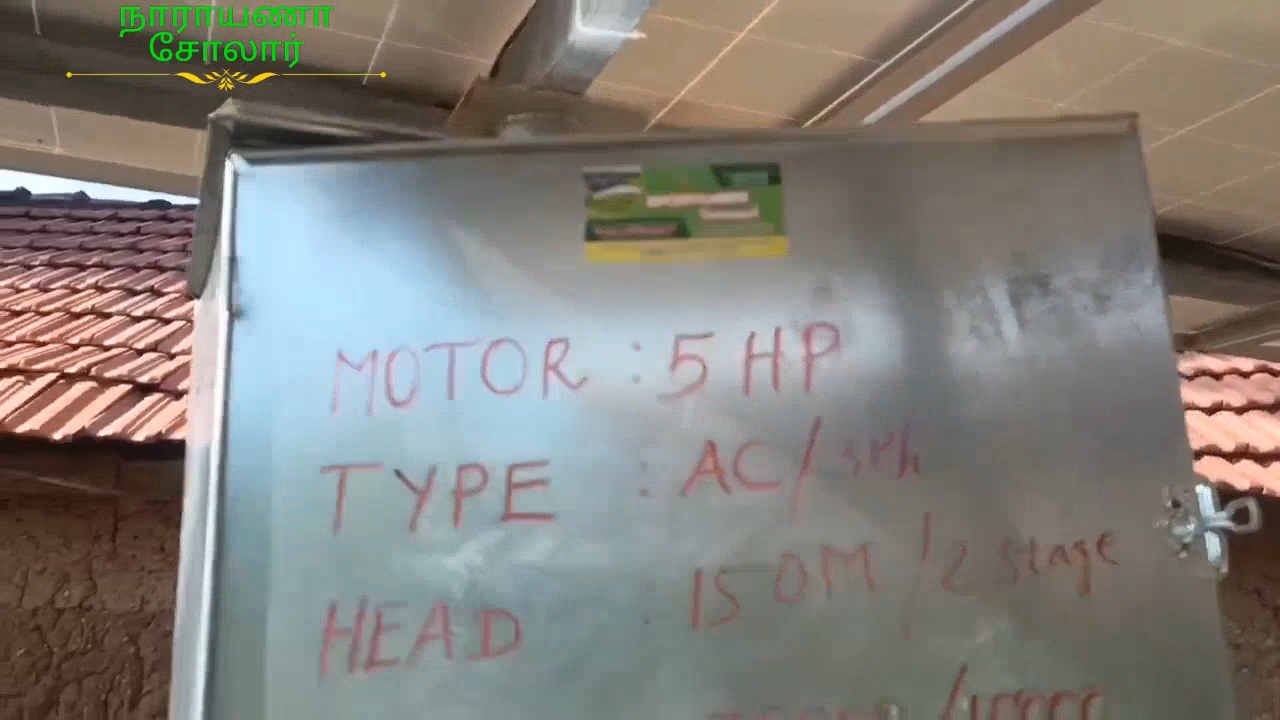 நாராயணா
சோலார்
MOTOR : 5 HP
TYPE : AC/3Ph
HEAD : 150M /2 stage